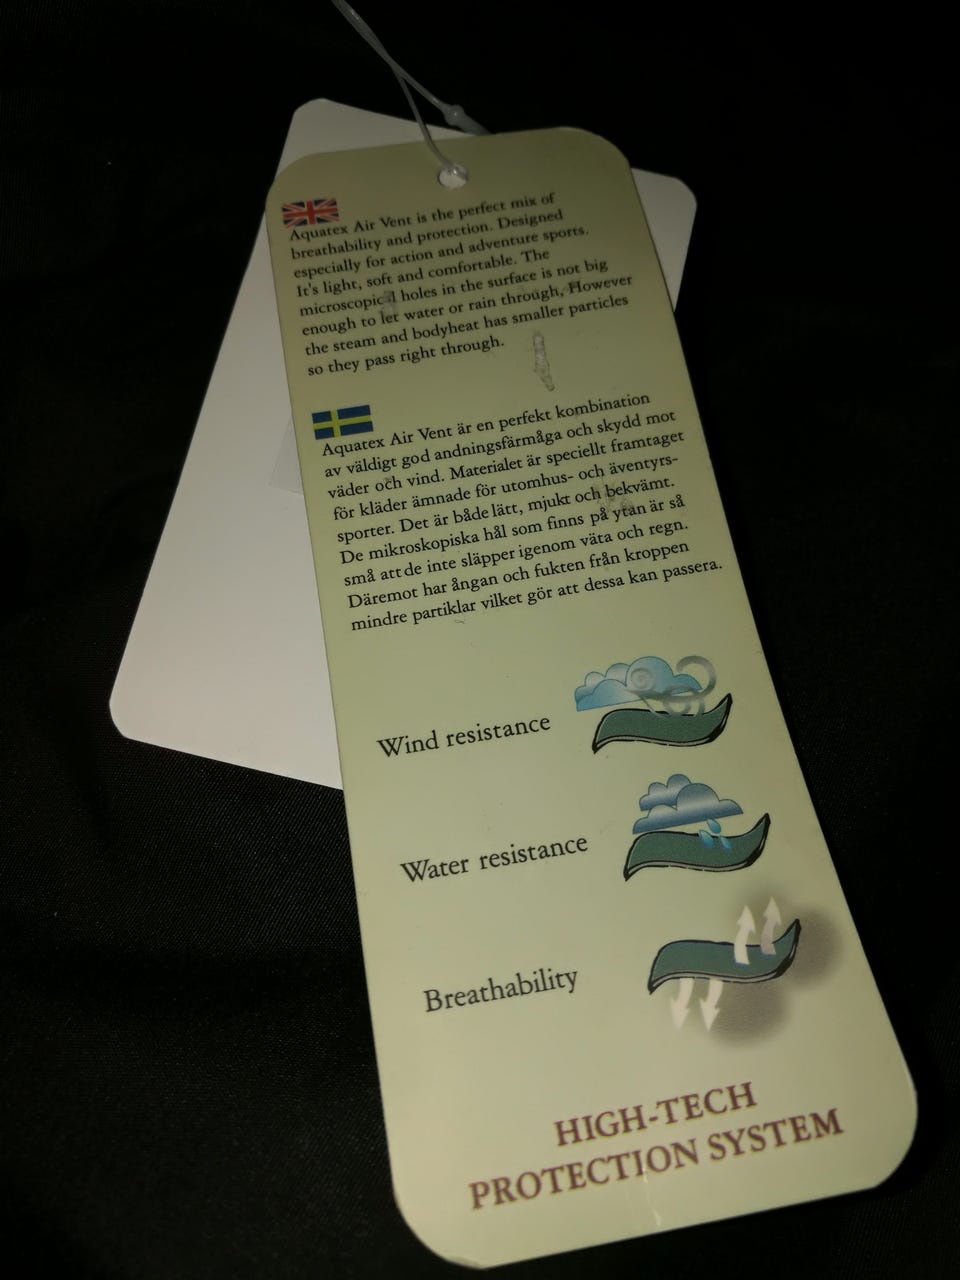 Aquatex Air Vent is the perfect mix of
breathability and protection. Designed
especially for action and adventure sports.
It's light, soft and comfortable. The
microscopical holes in the surface is not big
enough to let water or rain through, However
the steam and bodyheat has smaller particles
so they pass right through.
Aquatex Air Vent är en perfekt kombination
av väldigt god andningsfärmåga och skydd mot
väder och vind. Materialet är speciellt framtaget
för kläder ämnade för utomhus- och äventyrs-
sporter. Det är både lätt, mjukt och bekvämt.
De mikroskopiska hål som finns på ytan är så
små att de inte släpper igenom väta och regn.
Däremot har ångan och fukten från kroppen
mindre partiklar vilket gör att dessa kan passera.
Wind resistance
Water resistance
Breathability
HIGH-TECH
PROTECTION SYSTEM